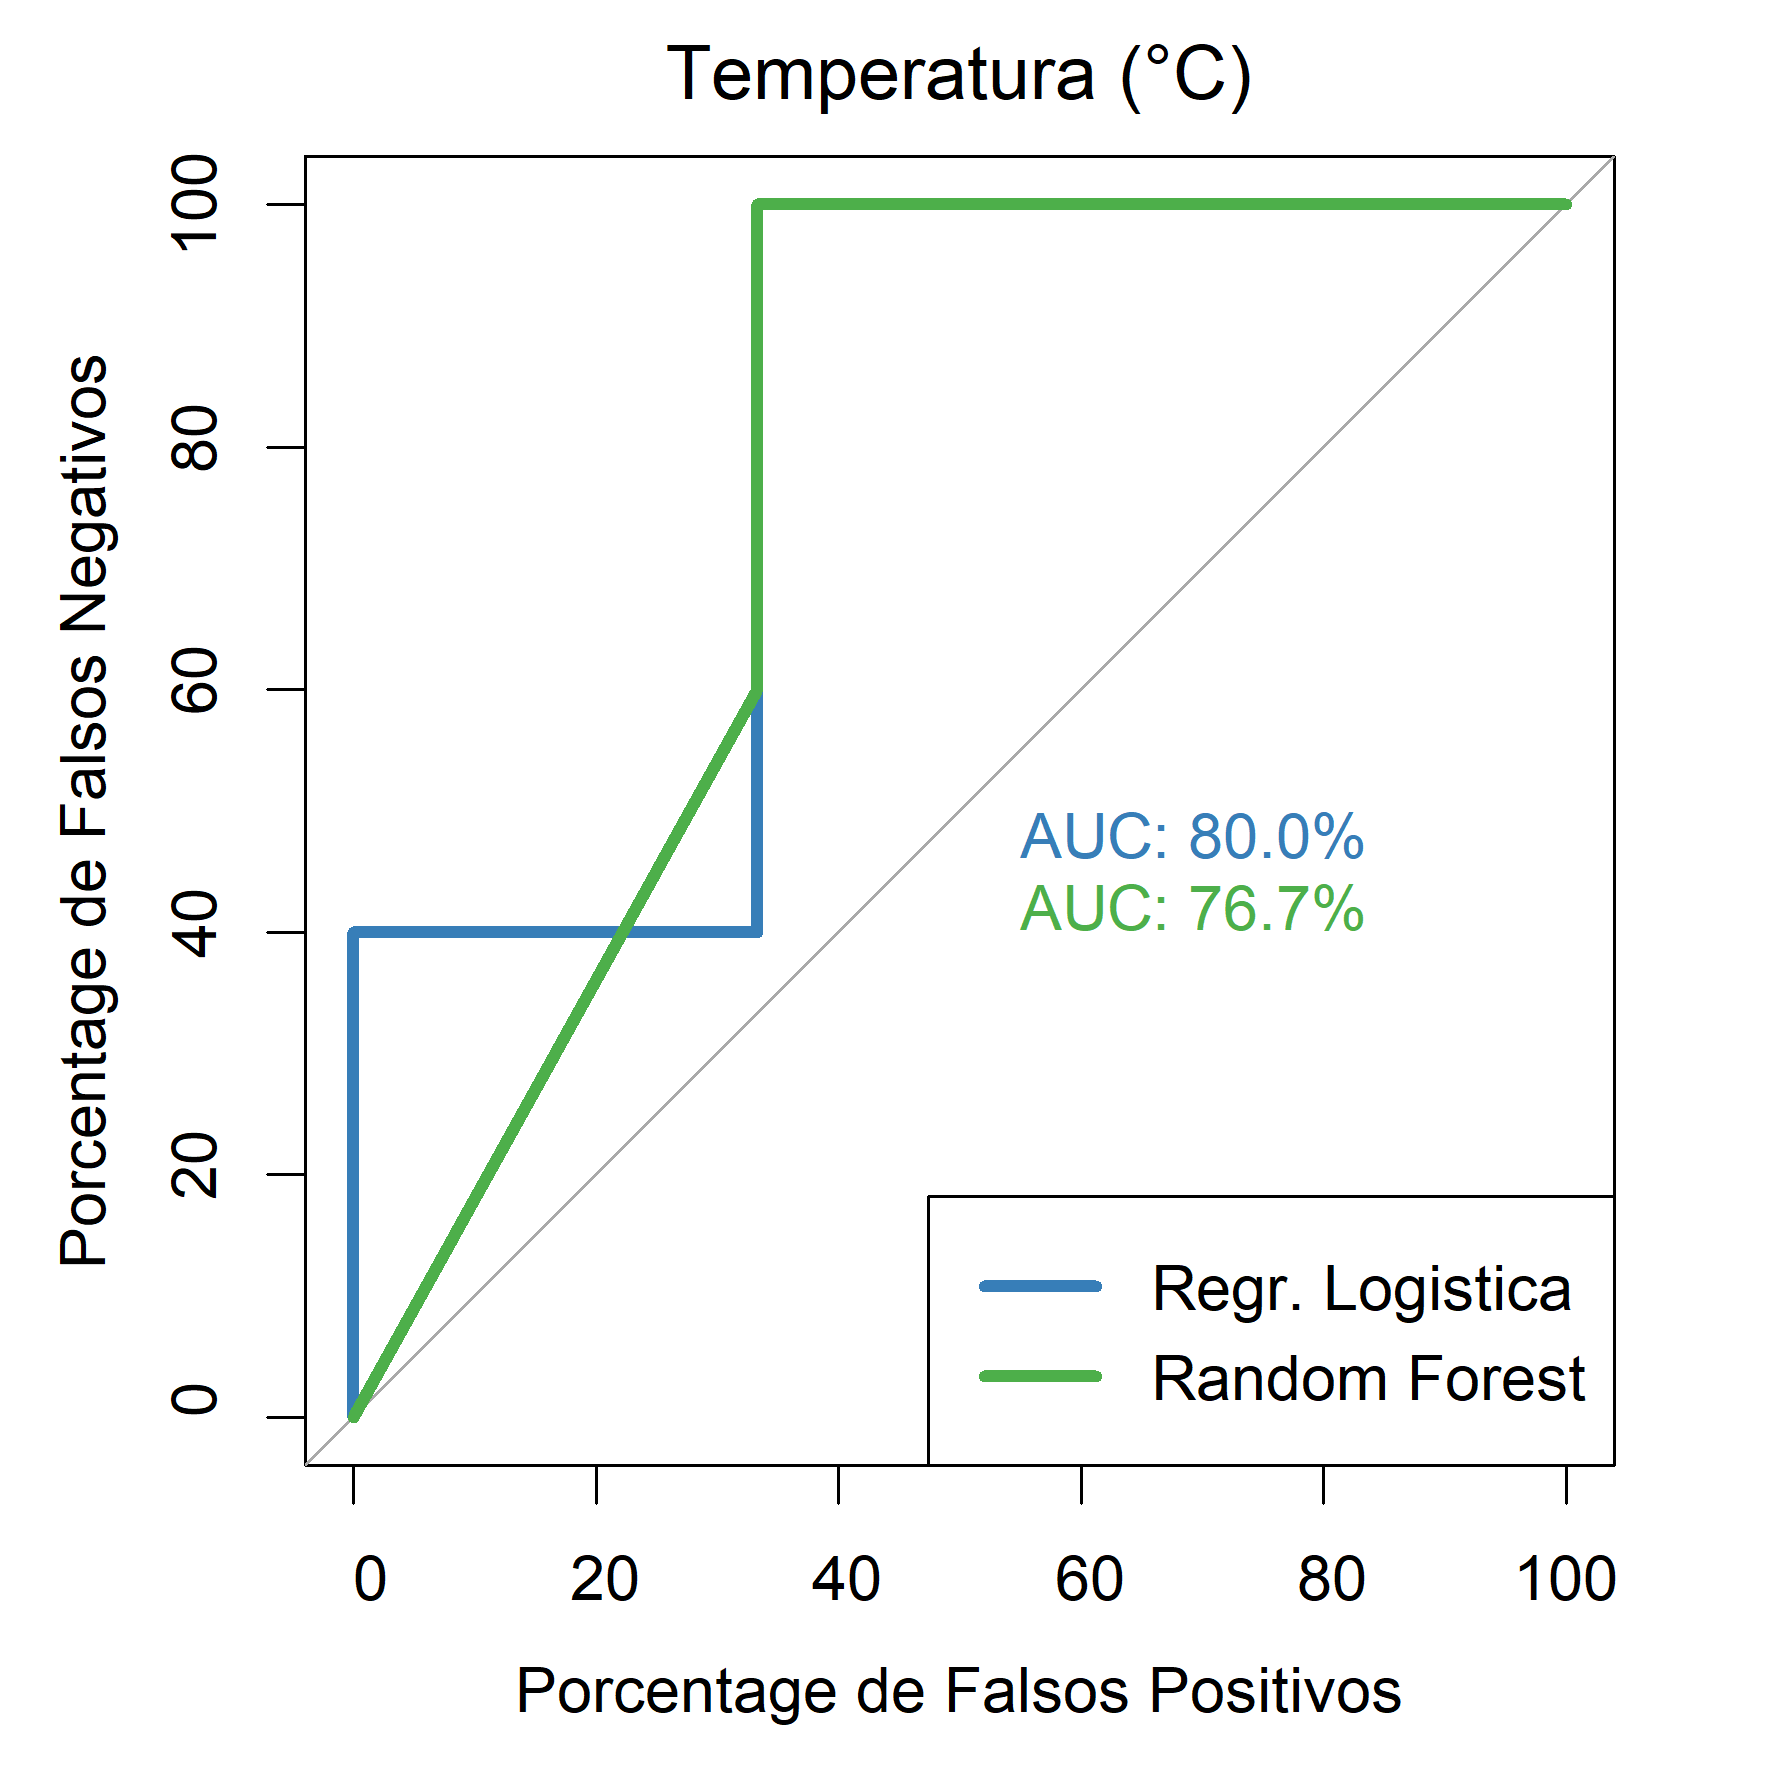 Temperatura (°C)
Porcentage de Falsos Negativos
100
80
60
40
20
0
AUC: 80.0%
AUC: 76.7%
Regr. Logistica
Random Forest
0 20 40 60 80 100
Porcentage de Falsos Positivos